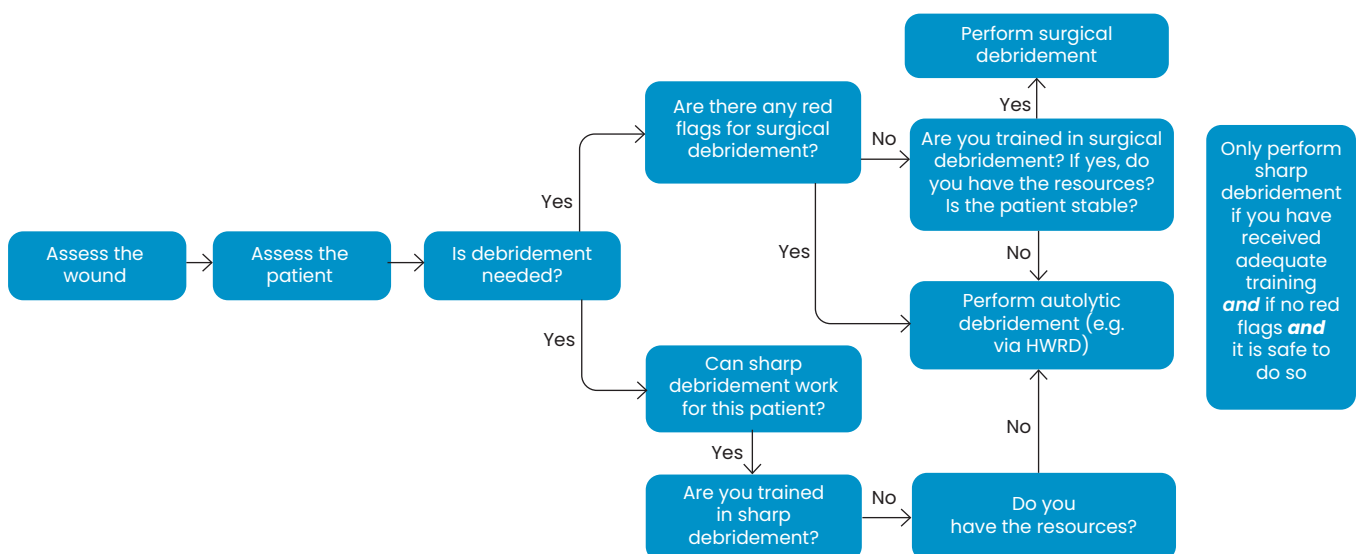 Assess the
wound
Assess the
patient
Is debridement
needed?
Yes
Are there any red
flags for surgical
debridement?
No
Are you trained in surgical
debridement? If yes, do
you have the resources?
Is the patient stable?
Yes
Perform surgical
debridement
No
Yes
Perform autolytic
debridement (e.g.
via HWRD)
Yes
Can sharp
debridement work
for this patient?
Yes
Are you trained
in sharp
debridement?
No
Do you
have the resources?
No
Only perform
sharp
debridement
if you have
received
adequate
training
and if no red
flags and
it is safe to
do so